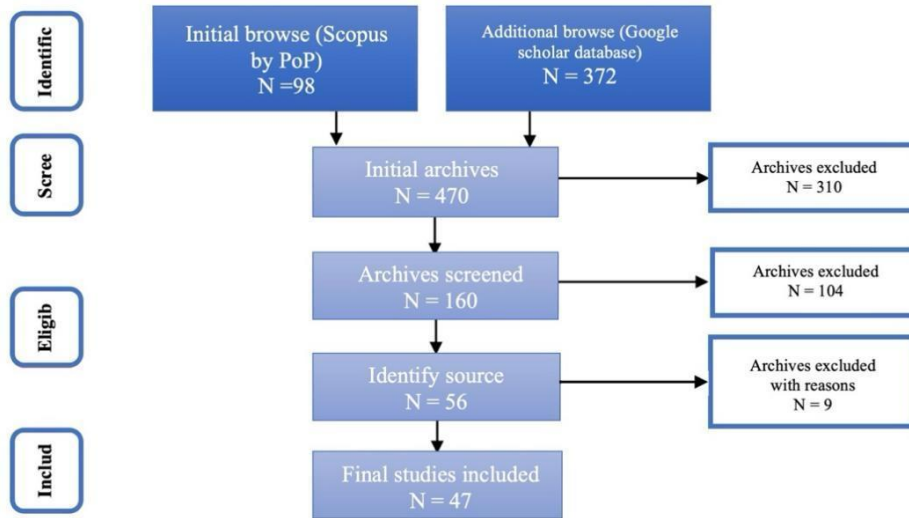 Identific
Initial browse (Scopus
by PoP)
N =98
Additional browse (Google
scholar database)
N = 372
Scree
Initial archives
N = 470
Archives excluded
N = 310
Archives screened
N = 160
Archives excluded
N = 104
Eligib
Identify source
N = 56
Archives excluded
with reasons
N = 9
Includ
Final studies included
N = 47